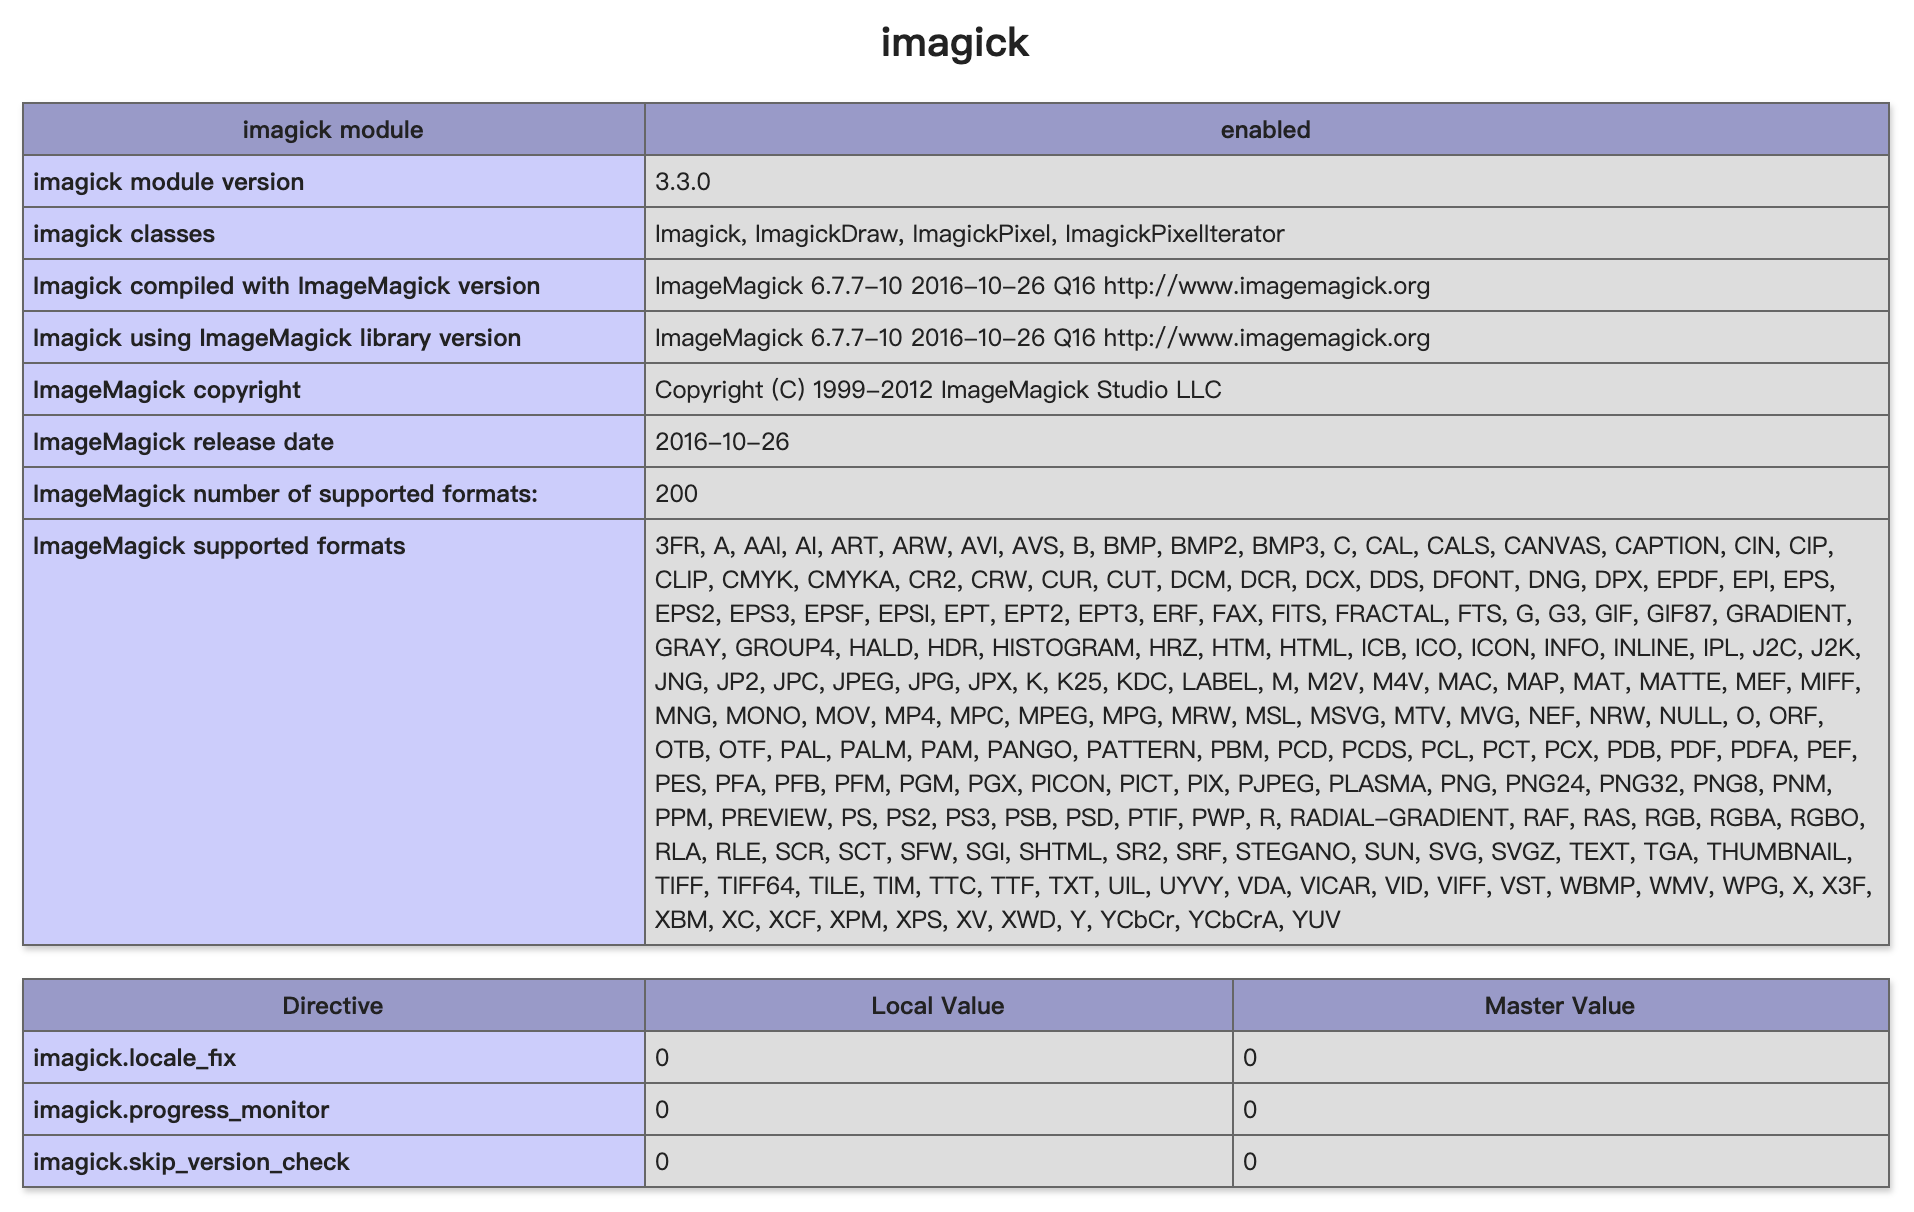 imagick
imagick module enabled
imagick module version 3.3.0
imagick classes Imagick, ImagickDraw, ImagickPixel, ImagickPixelIterator
Imagick compiled with ImageMagick version ImageMagick 6.7.7-10 2016-10-26 Q16 http://www.imagemagick.org
Imagick using ImageMagick library version ImageMagick 6.7.7-10 2016-10-26 Q16 http://www.imagemagick.org
ImageMagick copyright Copyright (C) 1999-2012 ImageMagick Studio LLC
ImageMagick release date 2016-10-26
ImageMagick number of supported formats: 200
ImageMagick supported formats 3FR, A, AAI, AI, ART, ARW, AVI, AVS, B, BMP, BMP2, BMP3, C, CAL, CALS, CANVAS, CAPTION, CIN, CIP,
CLIP, CMYK, CMYKA, CR2, CRW, CUR, CUT, DCM, DCR, DCX, DDS, DFONT, DNG, DPX, EPDF, EPI, EPS,
EPS2, EPS3, EPSF, EPSI, EPT, EPT2, EPT3, ERF, FAX, FITS, FRACTAL, FTS, G, G3, GIF, GIF87, GRADIENT,
GRAY, GROUP4, HALD, HDR, HISTOGRAM, HRZ, HTM, HTML, ICB, ICO, ICON, INFO, INLINE, IPL, J2C, J2K,
JNG, JP2, JPC, JPEG, JPG, JPX, K, K25, KDC, LABEL, M, M2V, M4V, MAC, MAP, MAT, MATTE, MEF, MIFF,
MNG, MONO, MOV, MP4, MPC, MPEG, MPG, MRW, MSL, MSVG, MTV, MVG, NEF, NRW, NULL, O, ORF,
OTB, OTF, PAL, PALM, PAM, PANGO, PATTERN, PBM, PCD, PCDS, PCL, PCT, PCX, PDB, PDF, PDFA, PEF,
PES, PFA, PFB, PFM, PGM, PGX, PICON, PICT, PIX, PJPEG, PLASMA, PNG, PNG24, PNG32, PNG8, PNM,
PPM, PREVIEW, PS, PS2, PS3, PSB, PSD, PTIF, PWP, R, RADIAL-GRADIENT, RAF, RAS, RGB, RGBA, RGBO,
RLA, RLE, SCR, SCT, SFW, SGI, SHTML, SR2, SRF, STEGANO, SUN, SVG, SVGZ, TEXT, TGA, THUMBNAIL,
TIFF, TIFF64, TILE, TIM, TTC, TTF, TXT, UIL, UYVY, VDA, VICAR, VID, VIFF, VST, WBMP, WMV, WPG, X, X3F,
XBM, XC, XCF, XPM, XPS, XV, XWD, Y, YCbCr, YCbCrA, YUV
Directive Local Value Master Value
imagick.locale_fix 0 0
imagick.progress_monitor 0 0
imagick.skip_version_check 0 0